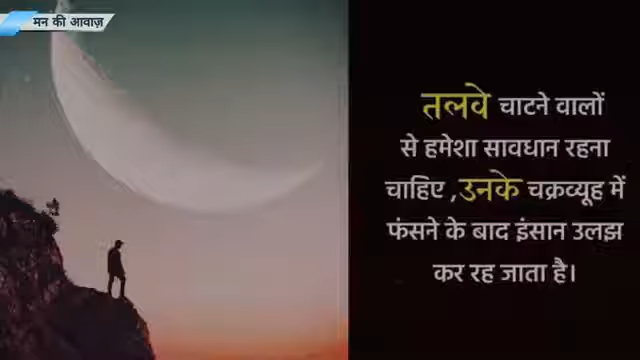 मन की आवाज़
तलवे चाटने वालों
से हमेशा सावधान रहना
चाहिए ,उनके चक्रव्यूह में
फंसने के बाद इंसान उलझ
कर रह जाता है।